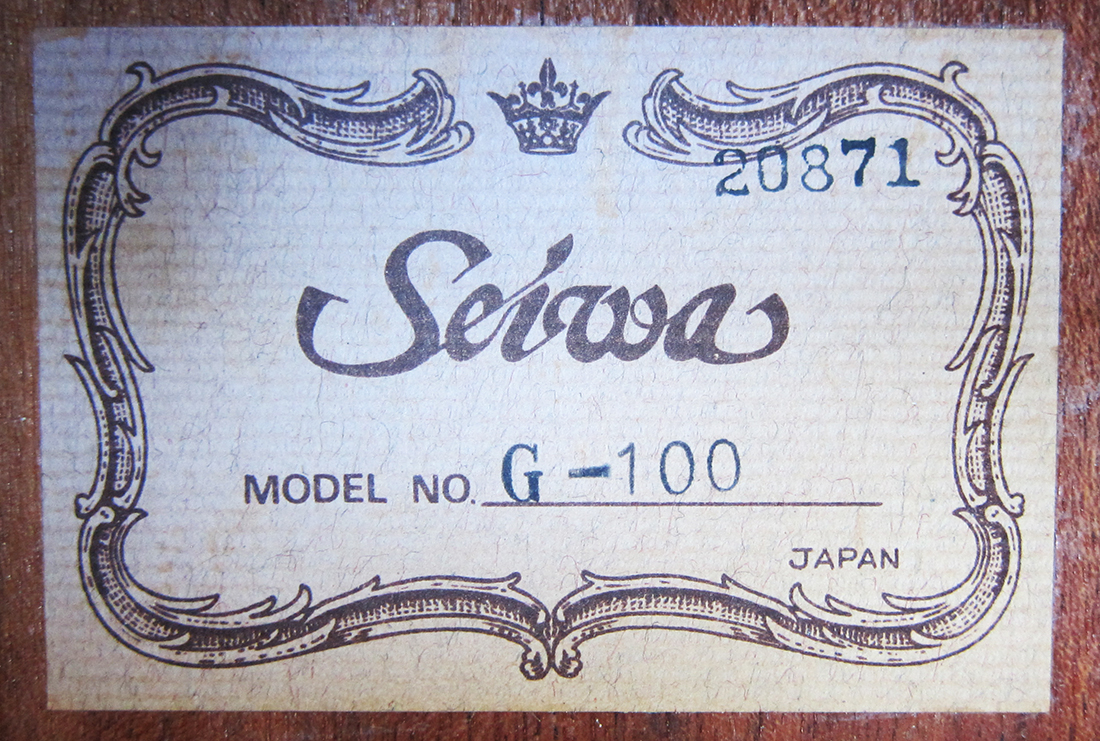 20871
Seiwa
MODEL NO. G-100
JAPAN